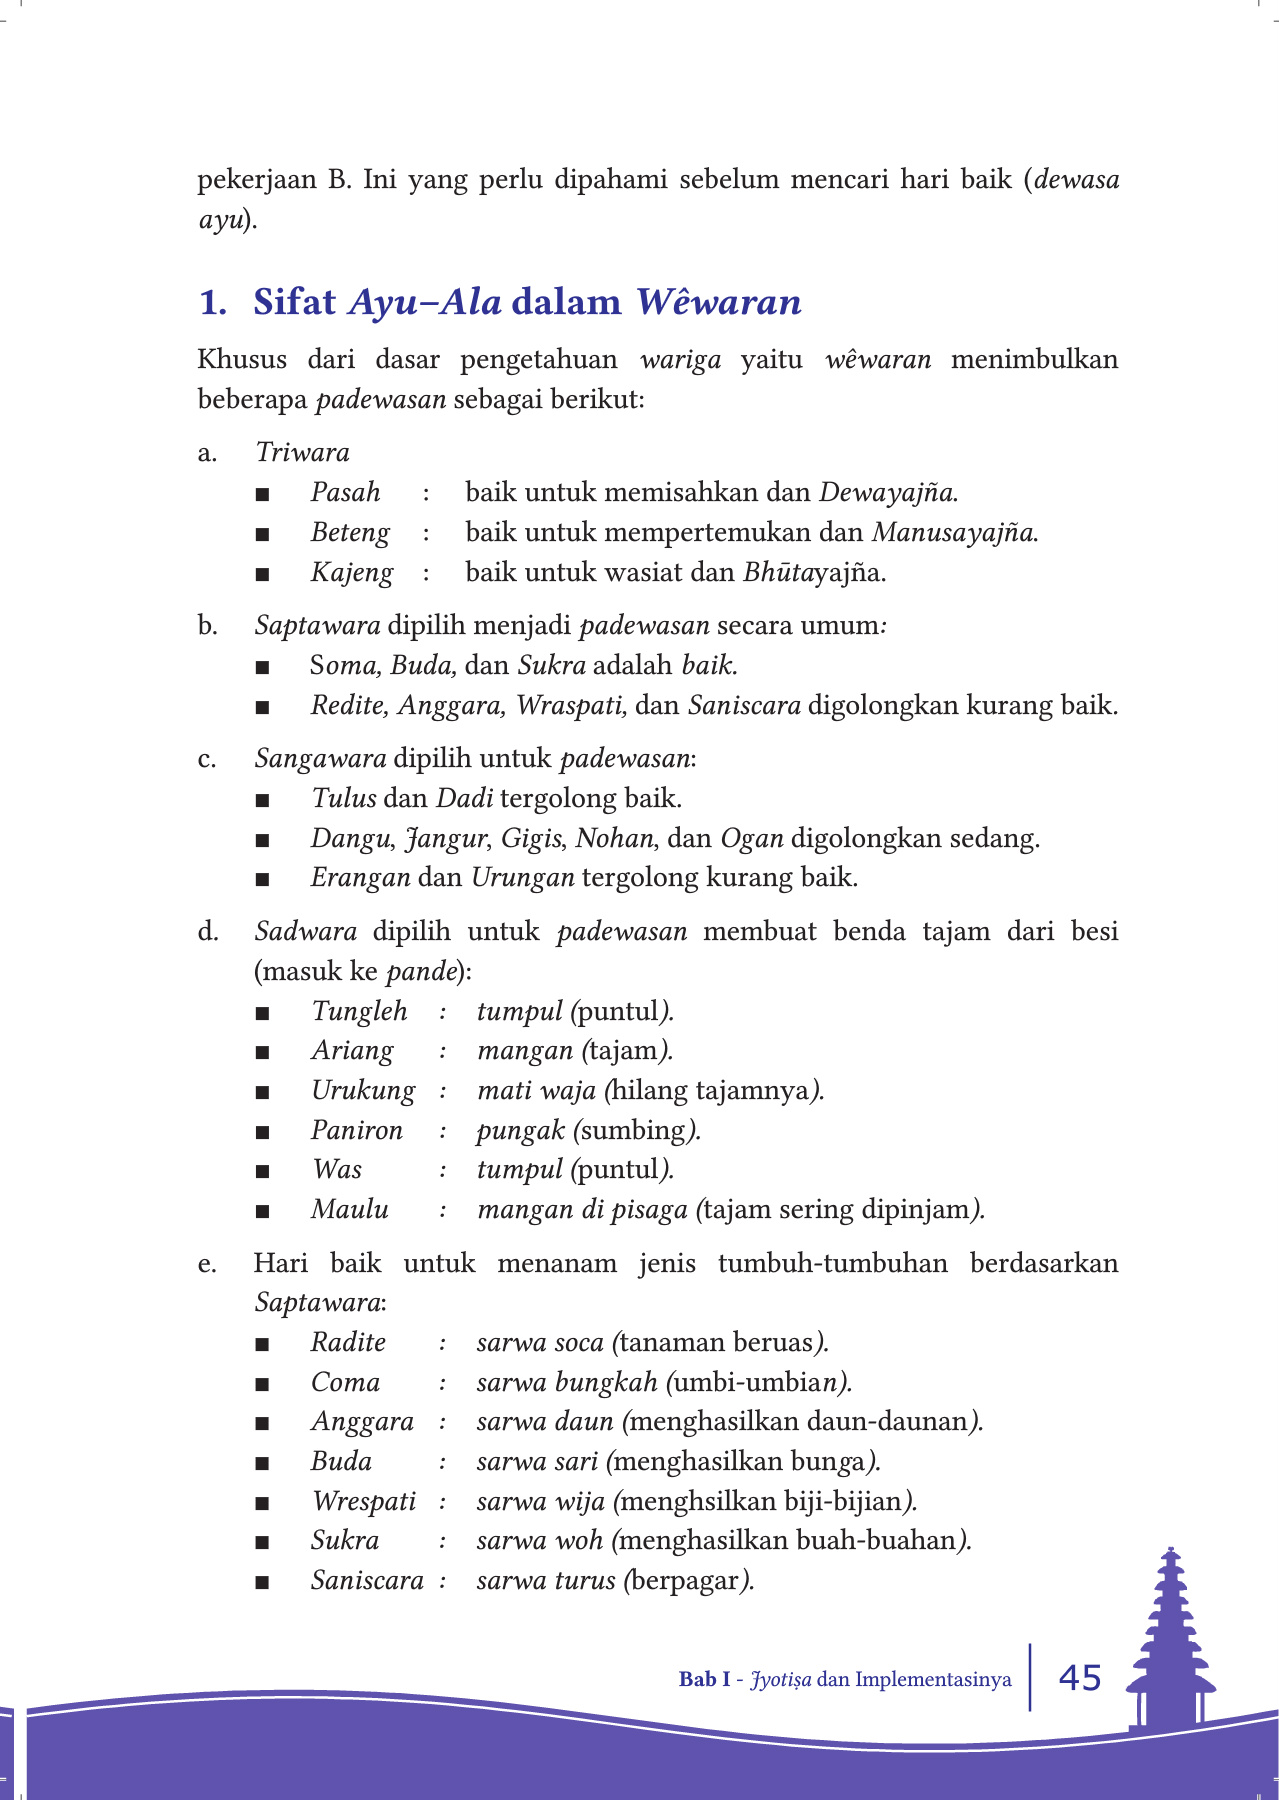 pekerjaan B. Ini yang perlu dipahami sebelum mencari hari baik (dewasa
ayu).
1. Sifat Ayu–Ala dalam Wêwaran
Khusus dari dasar pengetahuan wariga yaitu wêwaran menimbulkan
beberapa padewasan sebagai berikut:
a. Triwara
■ Pasah : baik untuk memisahkan dan Dewayajña.
■ Beteng : baik untuk mempertemukan dan Manusayajña.
■ Kajeng : baik untuk wasiat dan Bhūtayajña.
b. Saptawara dipilih menjadi padewasan secara umum:
■ Soma, Buda, dan Sukra adalah baik.
■ Redite, Anggara, Wraspati, dan Saniscara digolongkan kurang baik.
c. Sangawara dipilih untuk padewasan:
■ Tulus dan Dadi tergolong baik.
■ Dangu, Jangur, Gigis, Nohan, dan Ogan digolongkan sedang.
■ Erangan dan Urungan tergolong kurang baik.
d. Sadwara dipilih untuk padewasan membuat benda tajam dari besi
(masuk ke pande):
■ Tungleh : tumpul (puntul).
■ Ariang : mangan (tajam).
■ Urukung : mati waja (hilang tajamnya).
■ Paniron : pungak (sumbing).
■ Was : tumpul (puntul).
■ Maulu : mangan di pisaga (tajam sering dipinjam).
e. Hari baik untuk menanam jenis tumbuh-tumbuhan berdasarkan
Saptawara:
■ Radite : sarwa soca (tanaman beruas).
■ Coma : sarwa bungkah (umbi-umbian).
■ Anggara : sarwa daun (menghasilkan daun-daunan).
■ Buda : sarwa sari (menghasilkan bunga).
■ Wrespati : sarwa wija (menghsilkan biji-bijian).
■ Sukra : sarwa woh (menghasilkan buah-buahan).
■ Saniscara : sarwa turus (berpagar).
Bab I - Jyotiṣa dan Implementasinya 45